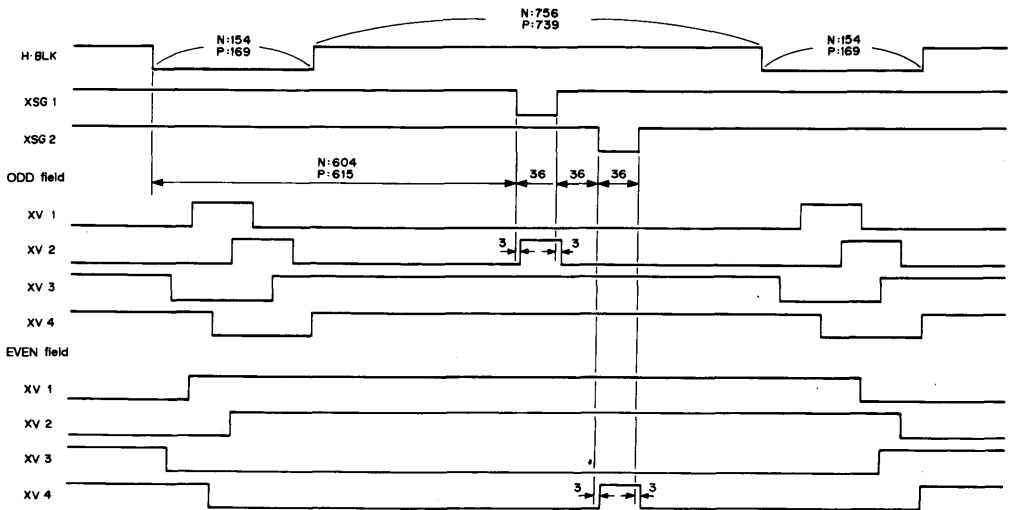 N:756
P:739
N:154
P:169
N:154
P:169
H·BLK
XSG 1
XSG 2
N:604
P:615
36 36 36
ODD field
XV 1
XV 2
3 3
XV 3
XV 4
EVEN field
XV 1
XV 2
XV 3
XV 4
3 3